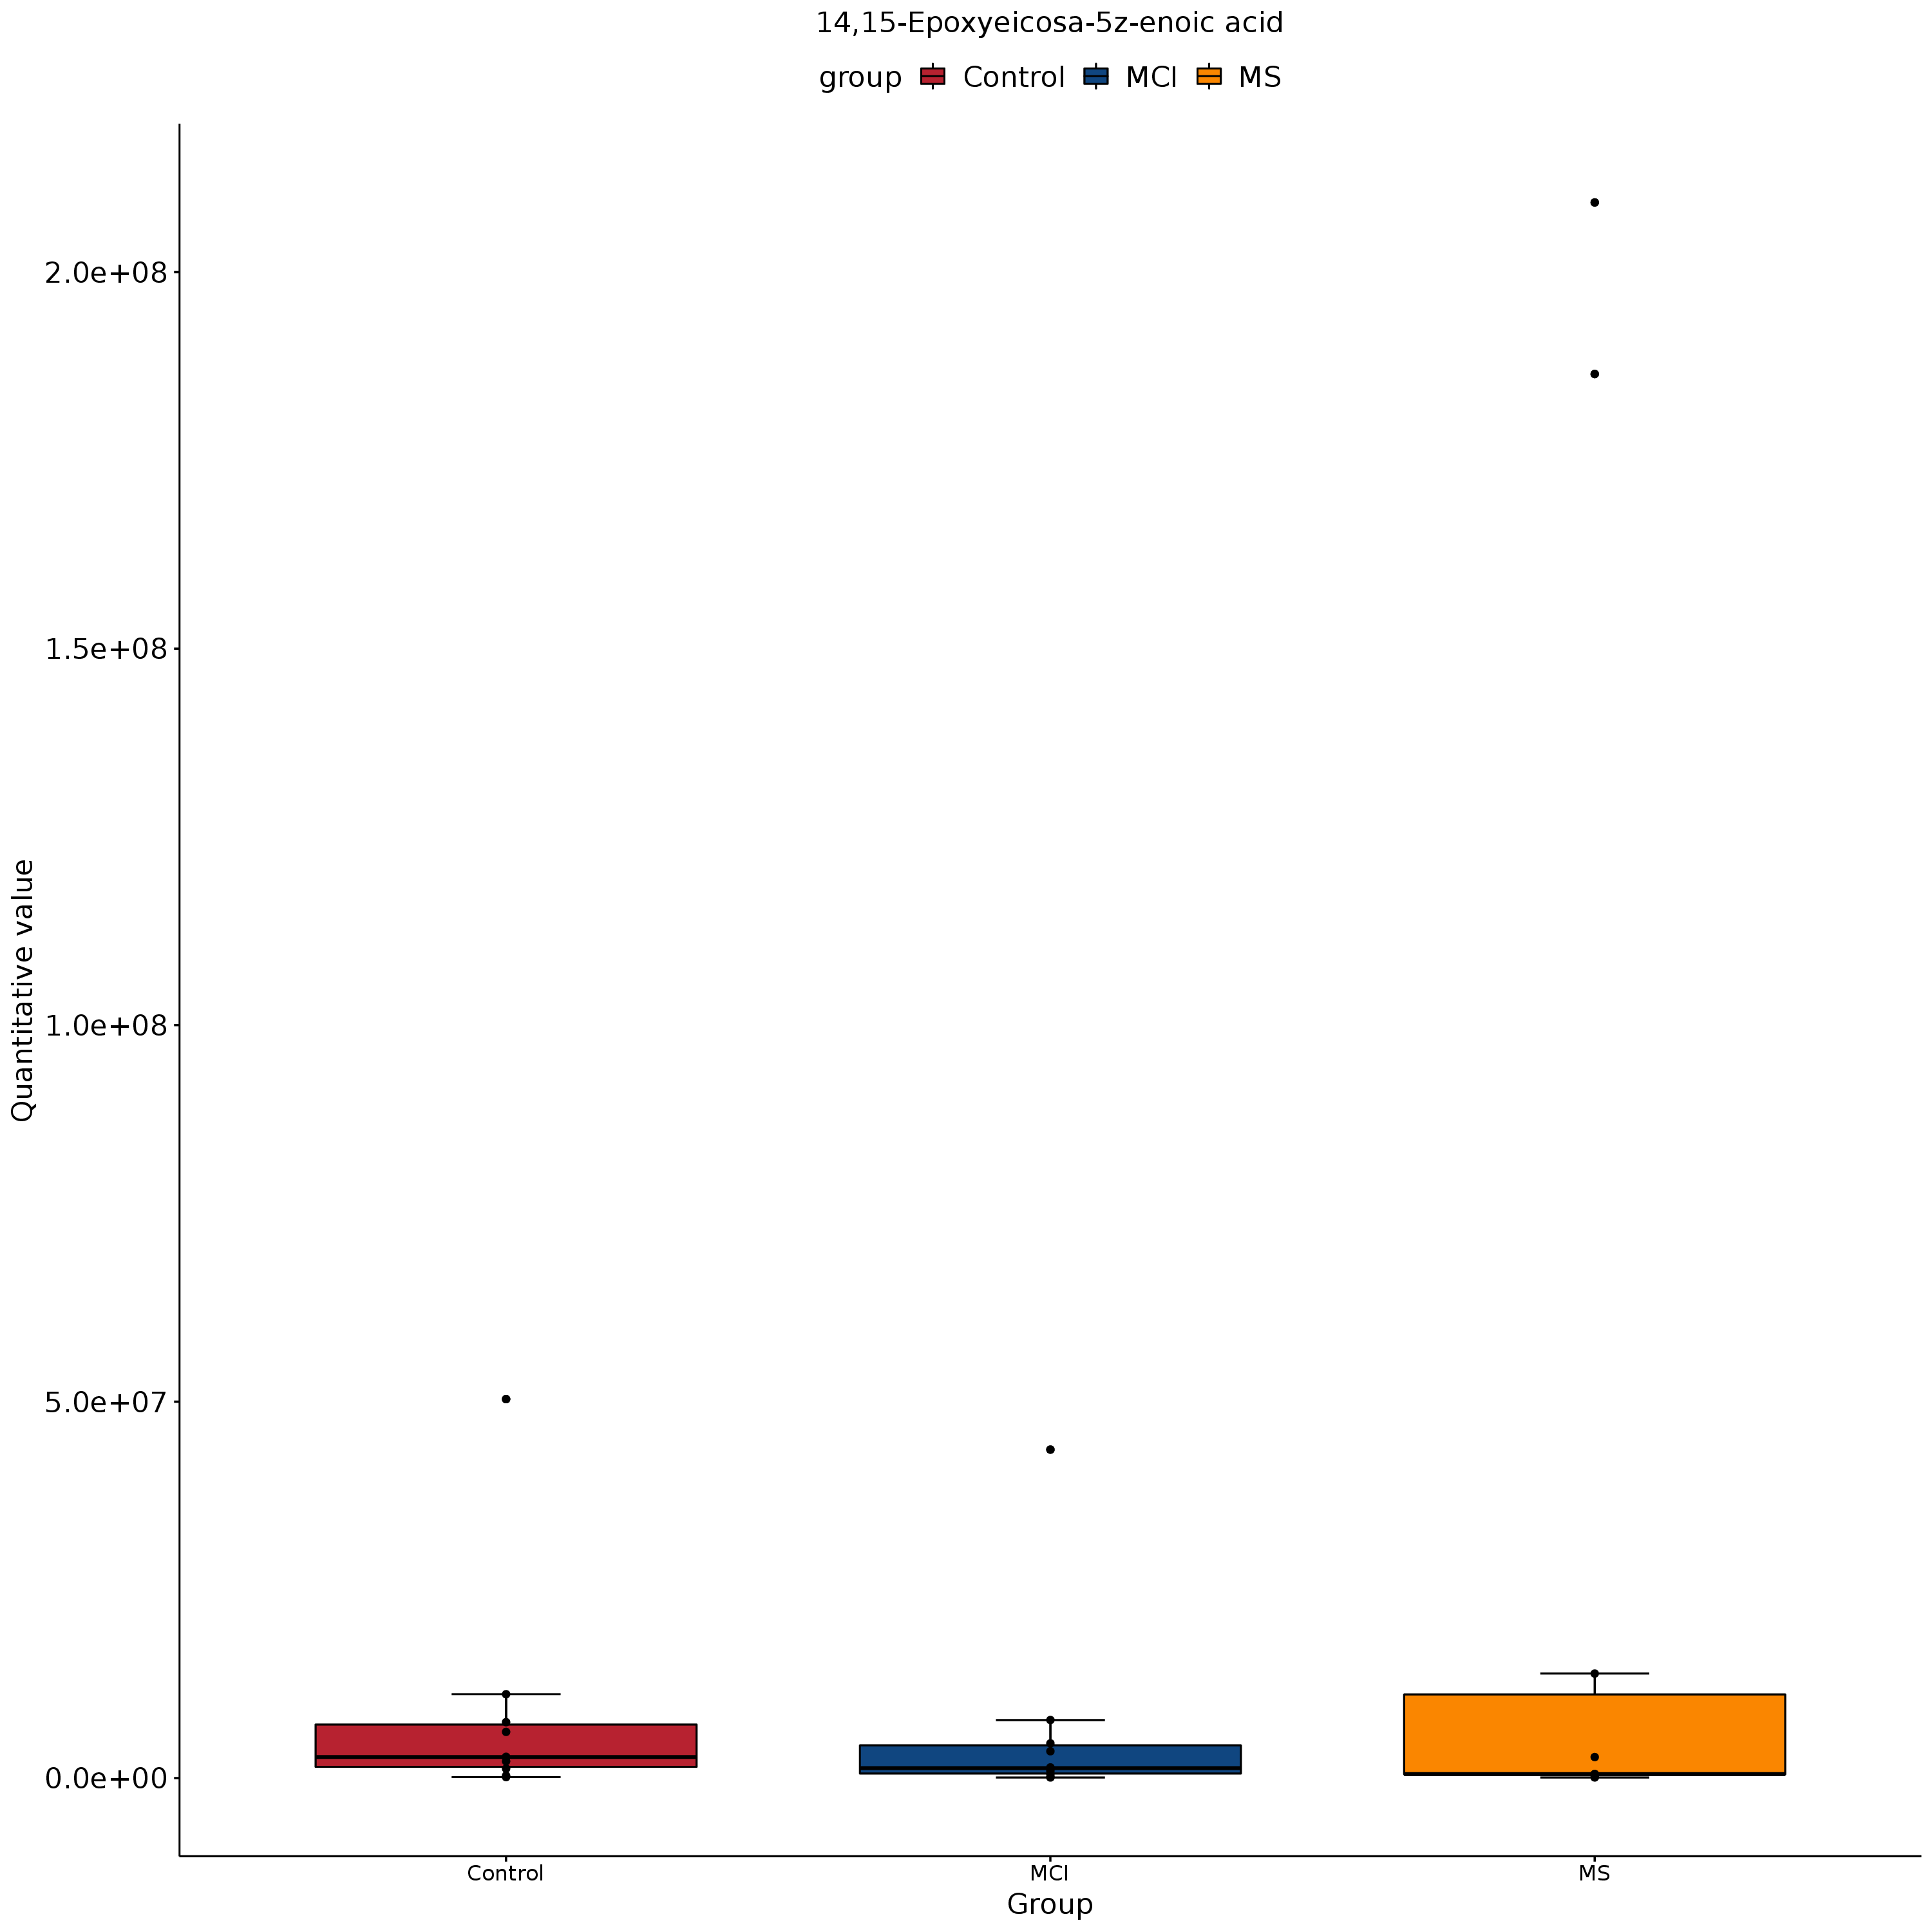 14,15-Epoxyeicosa-5z-enoic acid
group Control MCI MS
Quantitative value
2.0e+08
1.5e+08
1.0e+08
5.0e+07
0.0e+00
Control MCI MS
Group